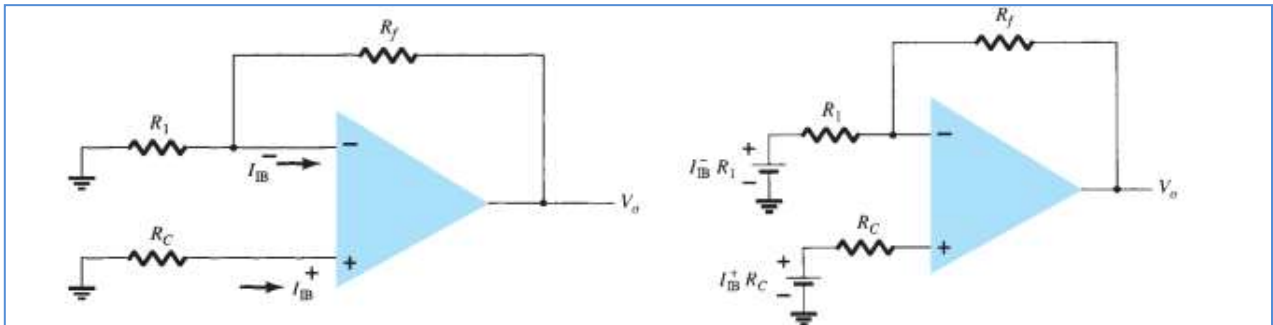 R_f
R_1
−
I_IB^−
V_o
R_C
+
I_IB^+
R_f
R_1
+
−
I_IB^− R_1
−
V_o
R_C
+
+
I_IB^+ R_C
−